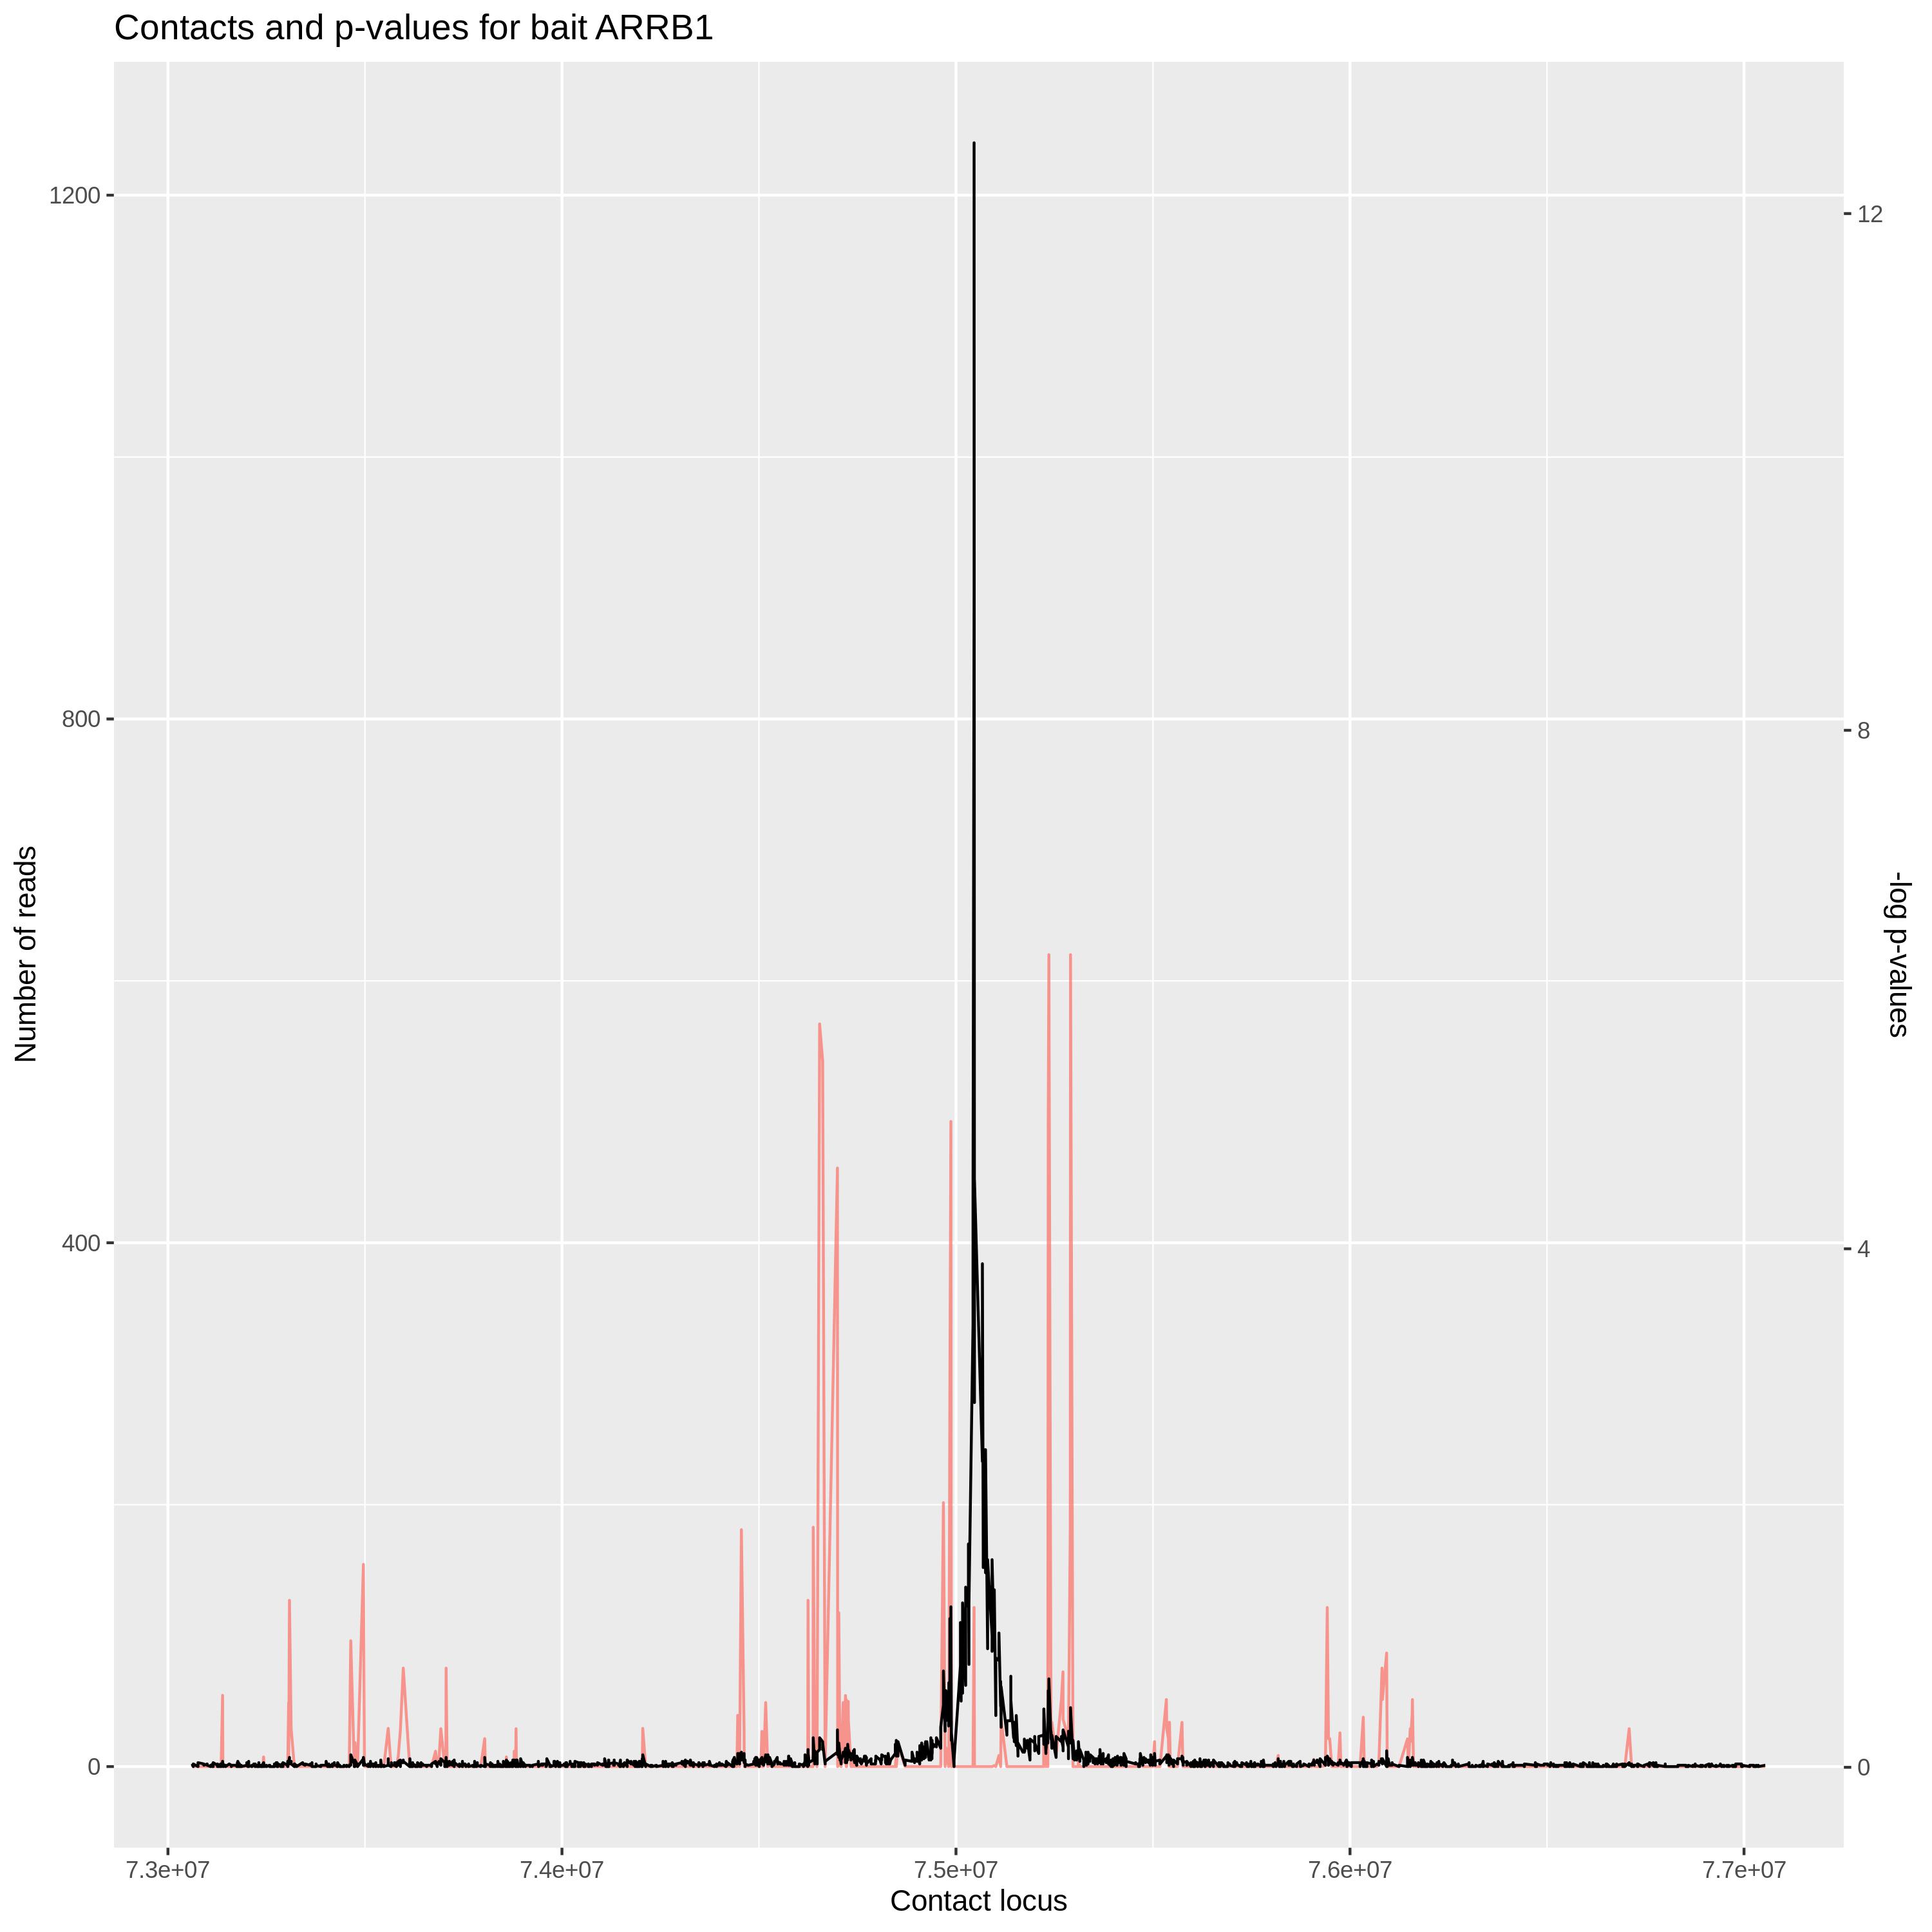 Contacts and p-values for bait ARRB1
1200
800
400
0
Number of reads
12
8
4
0
-log p-values
7.3e+07
7.4e+07
7.5e+07
7.6e+07
7.7e+07
Contact locus